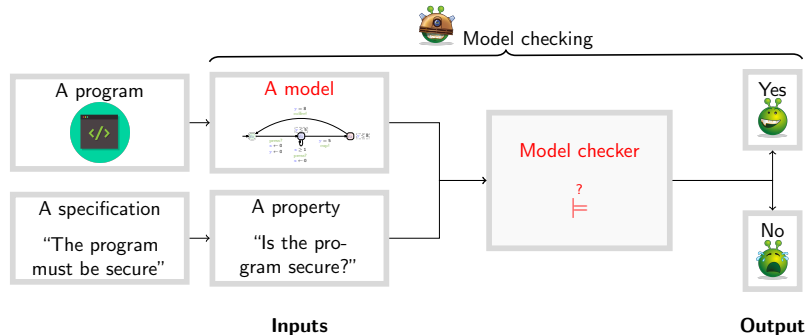 Model checking
A program
</>
A model
Yes
Model checker
?
⊨
A specification
“The program
must be secure”
A property
“Is the pro-
gram secure?”
No
Inputs
Output